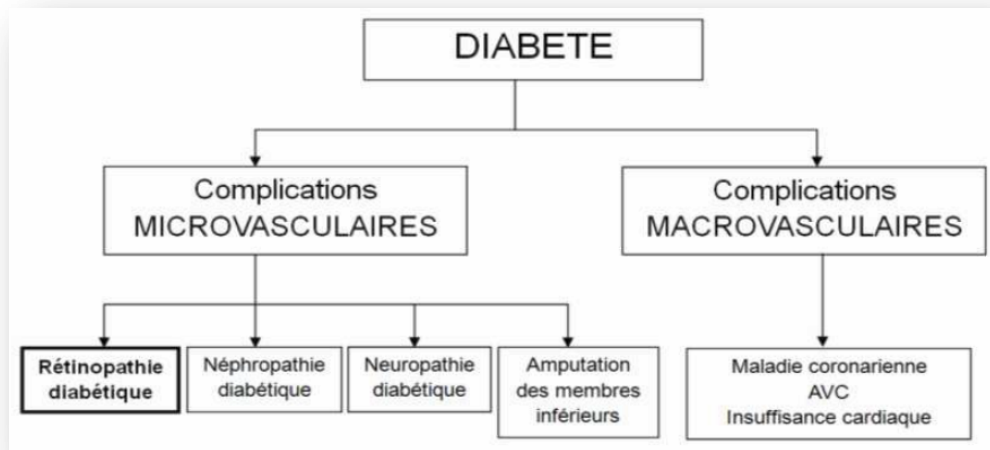 DIABETE
Complications
MICROVASCULAIRES
Complications
MACROVASCULAIRES
Rétinopathie
diabétique
Néphropathie
diabétique
Neuropathie
diabétique
Amputation
des membres
inférieurs
Maladie coronarienne
AVC
Insuffisance cardiaque